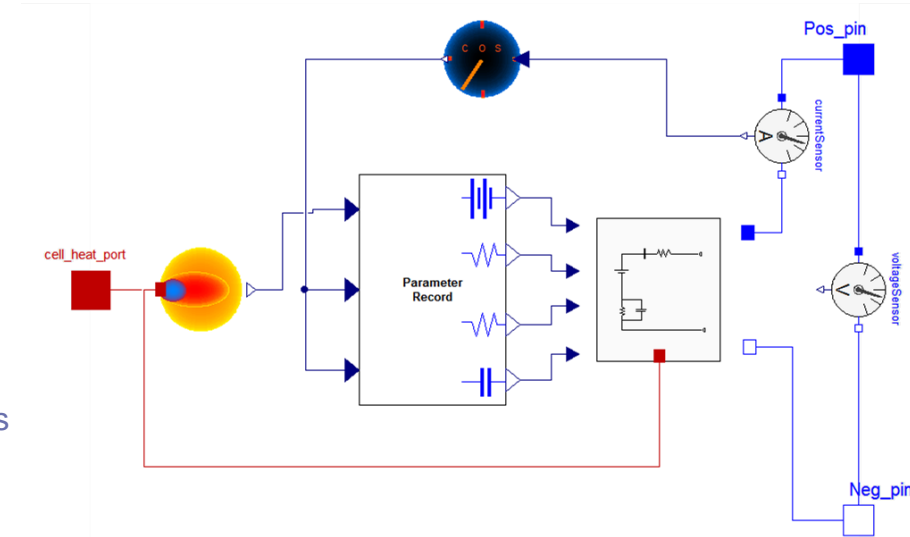 Pos_pin
C O S
currentSensor
A
cell_heat_port
Parameter
Record
voltageSensor
V
s
Neg_pin